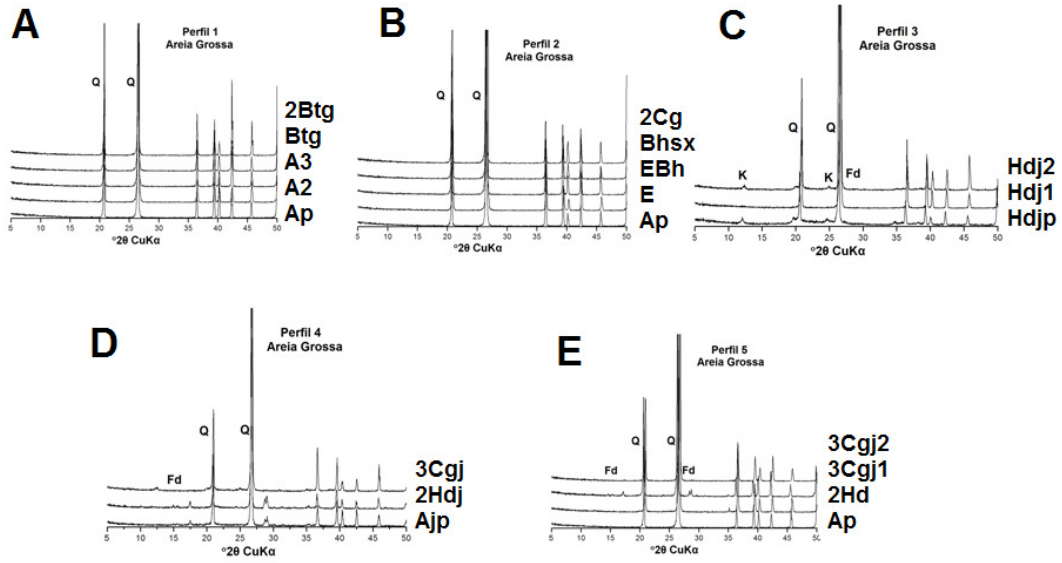 A
Perfil 1
Areia Grossa
Q Q
2Btg
Btg
A3
A2
Ap
5 10 15 20 25 30 35 40 45 50
°2θ CuKα
B
Perfil 2
Areia Grossa
Q Q
2Cg
Bhsx
EBh
E
Ap
5 10 15 20 25 30 35 40 45 50
°2θ CuKα
C
Perfil 3
Areia Grossa
Q Q
K K Fd
Hdj2
Hdj1
Hdjp
5 10 15 20 25 30 35 40 45 50
°2θ CuKα
D
Perfil 4
Areia Grossa
Q Q
Fd
3Cgj
2Hdj
Ajp
5 10 15 20 25 30 35 40 45 50
°2θ CuKα
E
Perfil 5
Areia Grossa
Q Q
Fd Fd
3Cgj2
3Cgj1
2Hd
Ap
5 10 15 20 25 30 35 40 45 50
°2θ CuKα